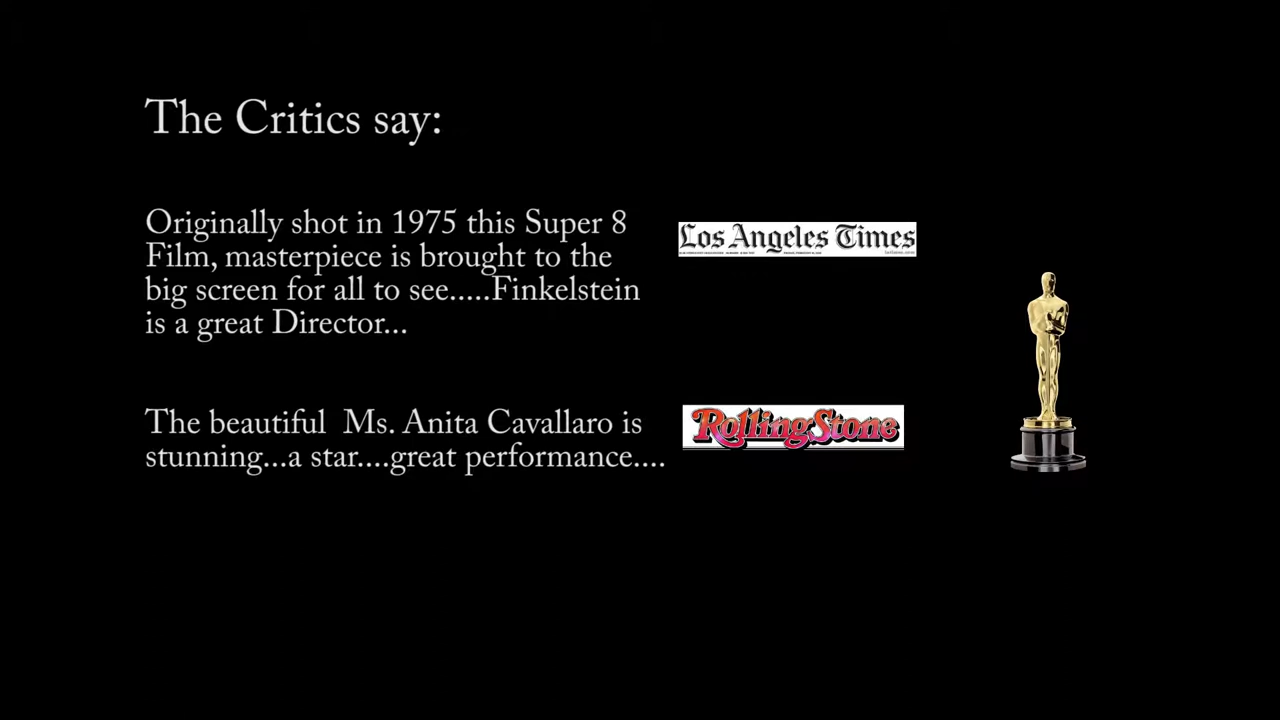 The Critics say:
Originally shot in 1975 this Super 8
Film, masterpiece is brought to the
big screen for all to see.....Finkelstein
is a great Director...
Los Angeles Times
The beautiful  Ms. Anita Cavallaro is
stunning...a star....great performance....
RollingStone